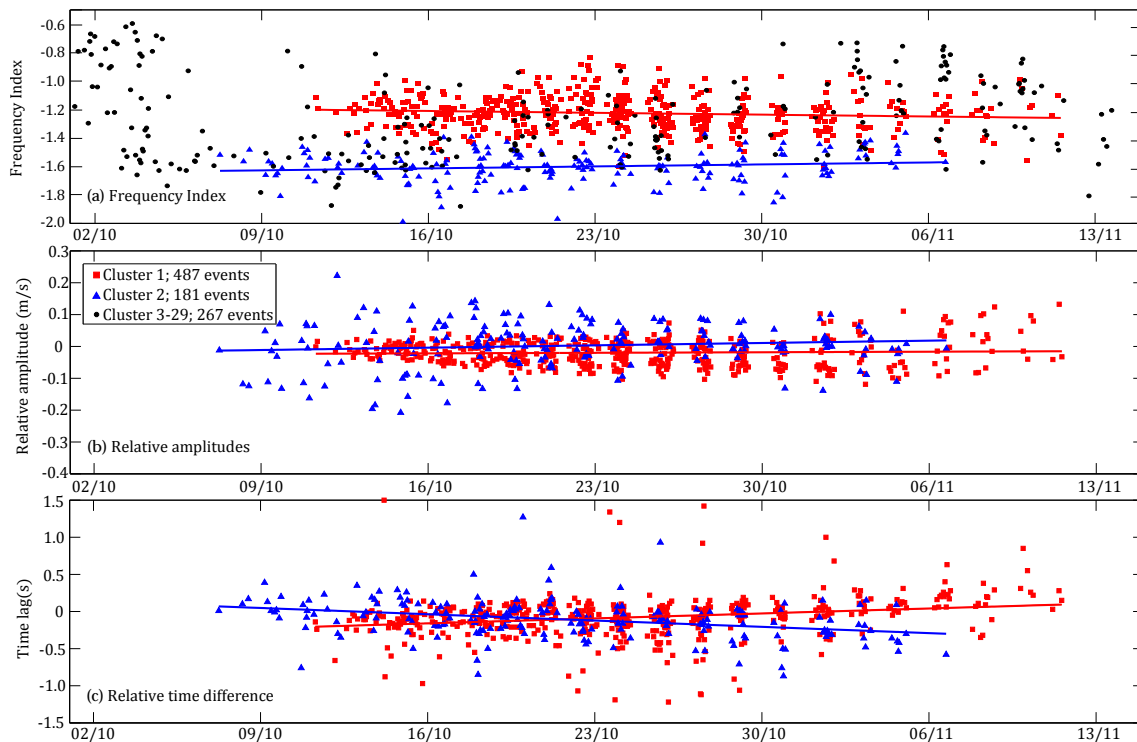 Frequency Index
-0.6
-0.8
-1.0
-1.2
-1.4
-1.6
-1.8
-2.0
(a) Frequency Index
02/10 09/10 16/10 23/10 30/10 06/11 13/11
Relative amplitude (m/s)
0.3
0.2
0.1
0
-0.1
-0.2
-0.3
-0.4
Cluster 1; 487 events
Cluster 2; 181 events
Cluster 3-29; 267 events
(b) Relative amplitudes
02/10 09/10 16/10 23/10 30/10 06/11 13/11
Time lag(s)
1.5
1.0
0.5
0
-0.5
-1.0
-1.5
(c) Relative time difference
02/10 09/10 16/10 23/10 30/10 06/11 13/11